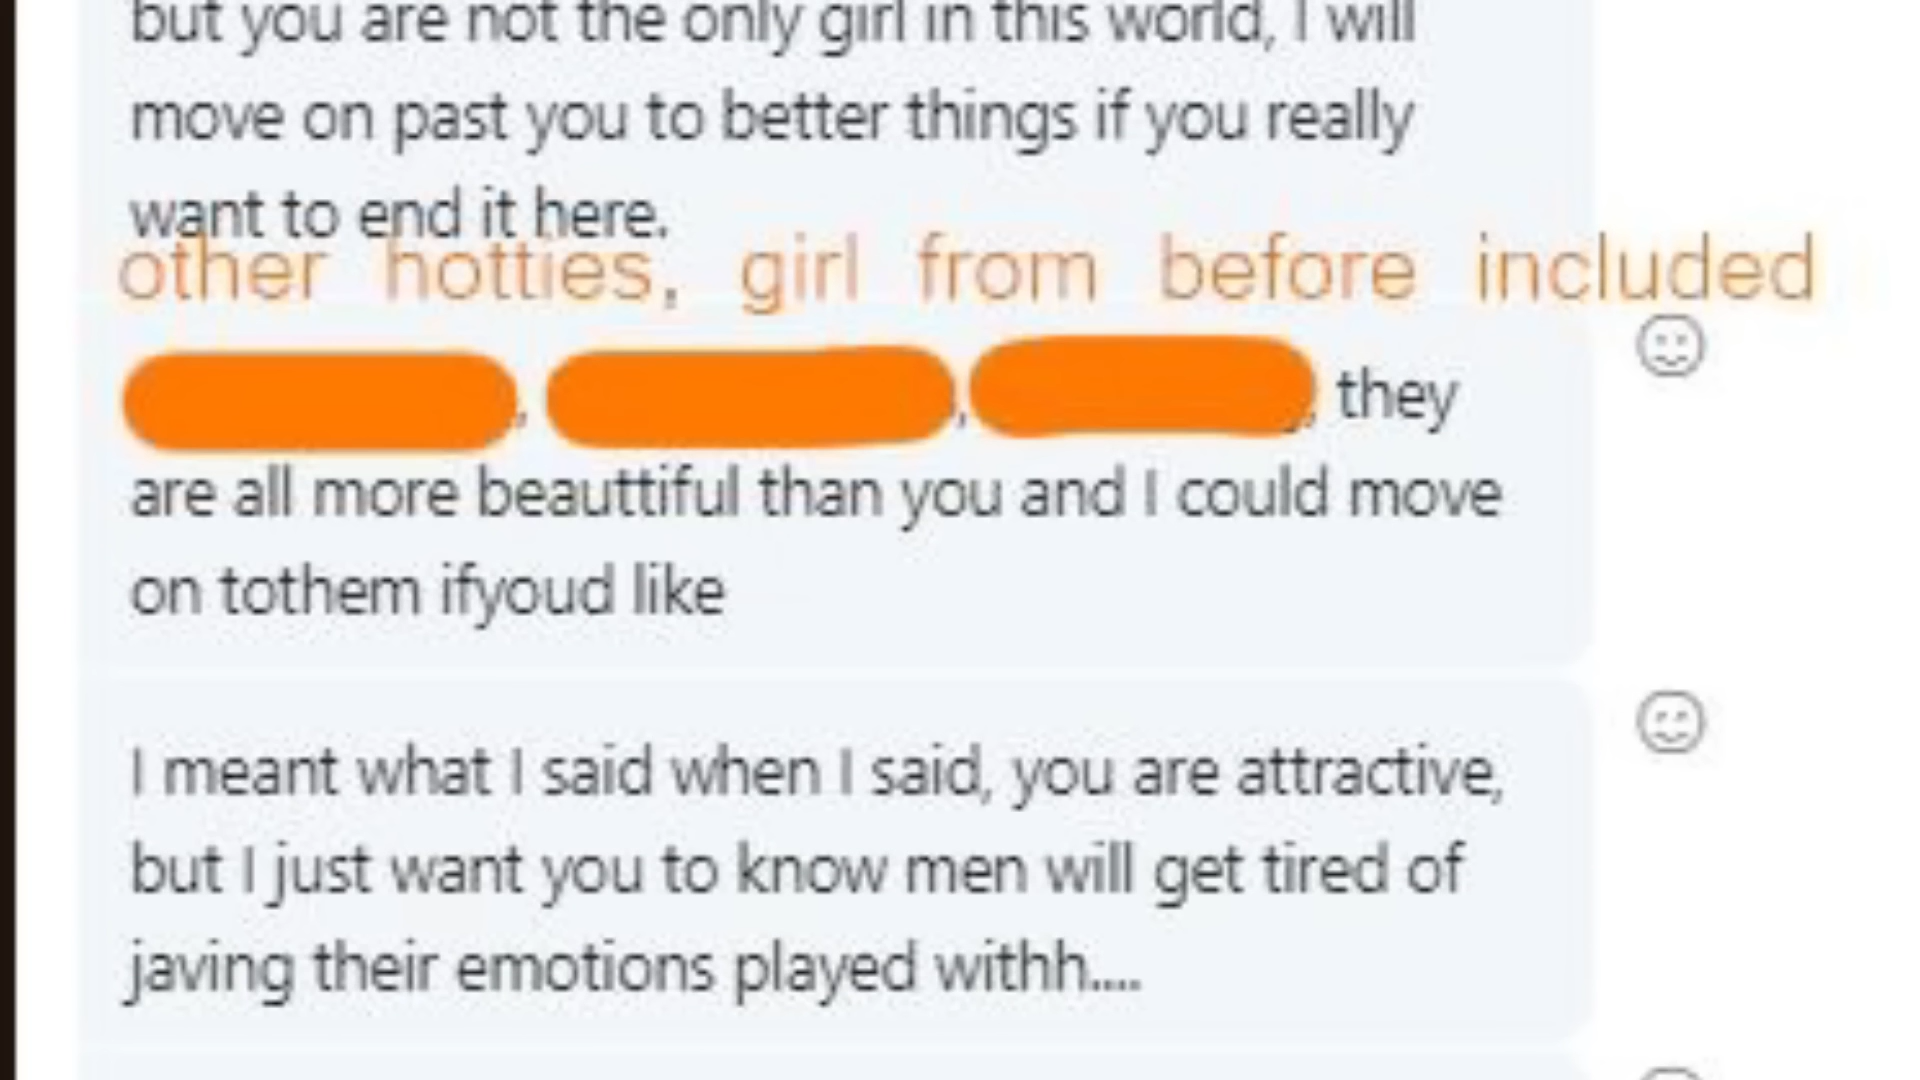 but you are not the only girl in this world, I will
move on past you to better things if you really
want to end it here.
other hotties, girl from before included
, , , they
are all more beauttiful than you and I could move
on tothem ifyoud like
I meant what I said when I said, you are attractive,
but I just want you to know men will get tired of
javing their emotions played withh....